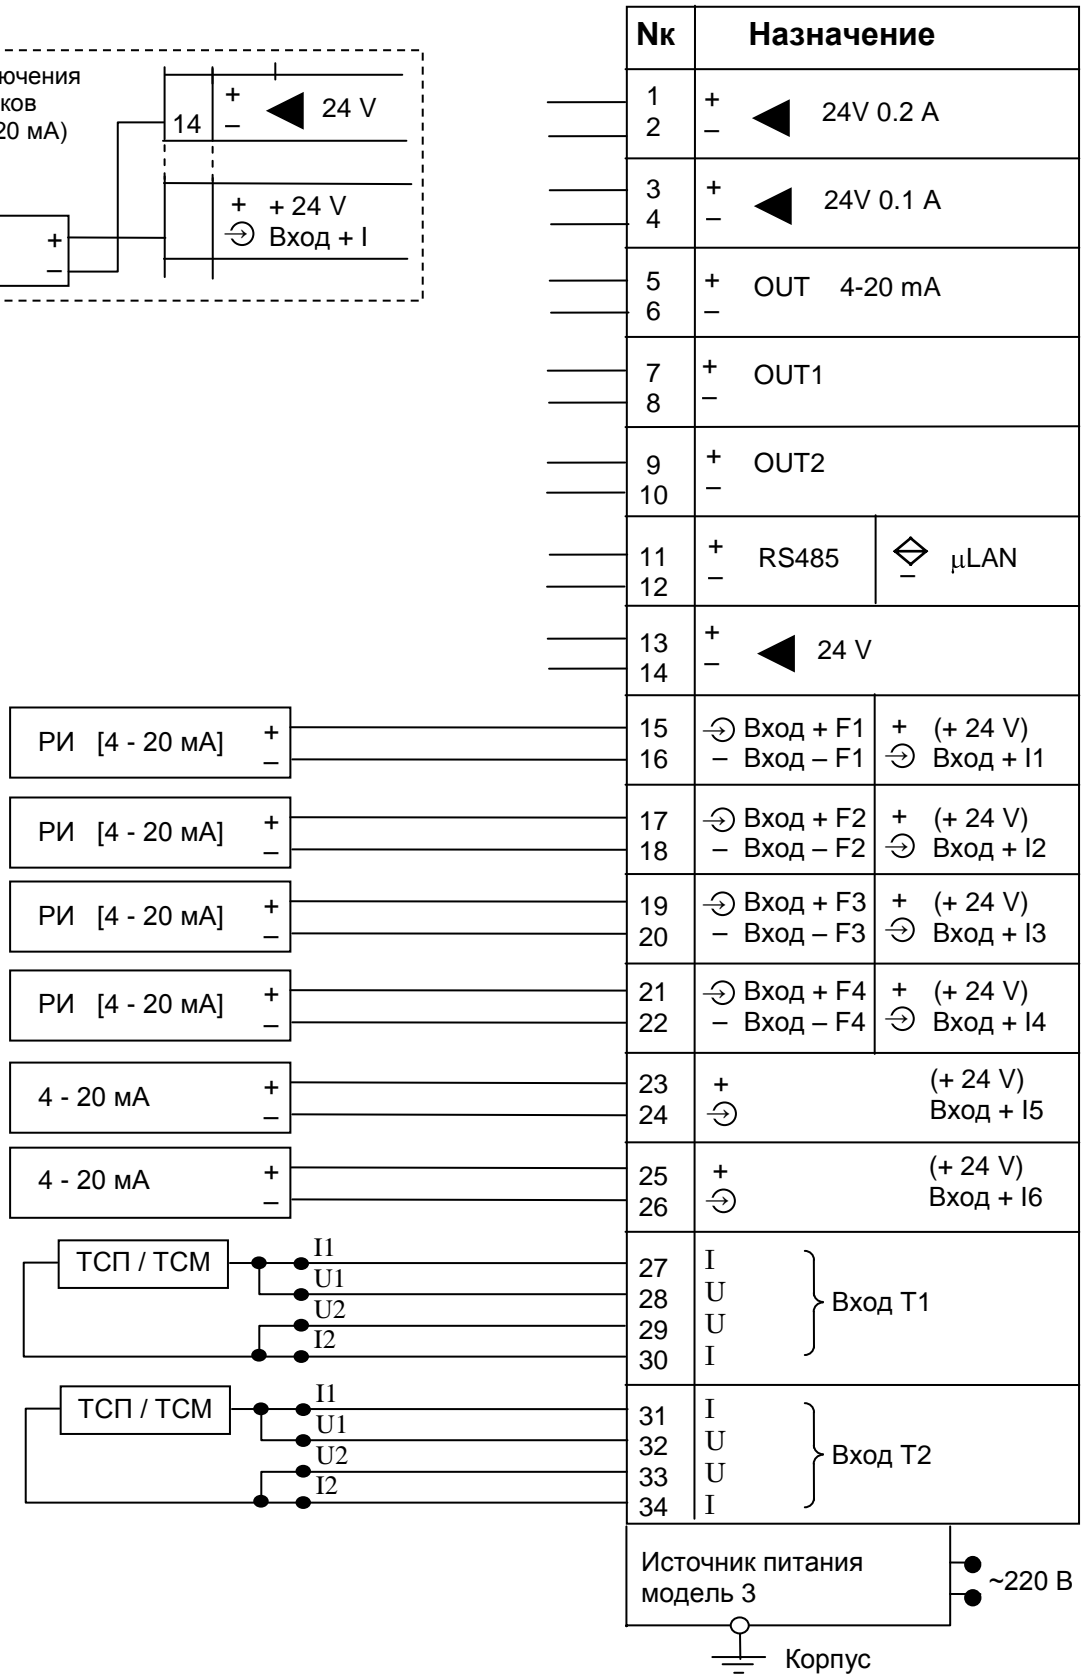 Nк Назначение
ючения
ков
20 мА)
14 + – 24 V
+ + 24 V
Вход + I
+
–
1 + 24V 0.2 A
2 –
3 + 24V 0.1 A
4 –
5 + OUT 4-20 mA
6 –
7 + OUT1
8 –
9 + OUT2
10 –
11 + RS485 μLAN
12 – –
13 + 24 V
14 –
РИ [4 - 20 мА] + 15 Вход + F1 + (+ 24 V)
– 16 – Вход – F1 Вход + I1
РИ [4 - 20 мА] + 17 Вход + F2 + (+ 24 V)
– 18 – Вход – F2 Вход + I2
РИ [4 - 20 мА] + 19 Вход + F3 + (+ 24 V)
– 20 – Вход – F3 Вход + I3
РИ [4 - 20 мА] + 21 Вход + F4 + (+ 24 V)
– 22 – Вход – F4 Вход + I4
4 - 20 мА + 23 + (+ 24 V)
– 24 Вход + I5
4 - 20 мА + 25 + (+ 24 V)
– 26 Вход + I6
ТСП / ТСМ I1 27 I
U1 28 U
Вход T1
U2 29 U
I2 30 I
ТСП / ТСМ I1 31 I
U1 32 U
Вход T2
U2 33 U
I2 34 I
Источник питания
модель 3
~220 В
Корпус